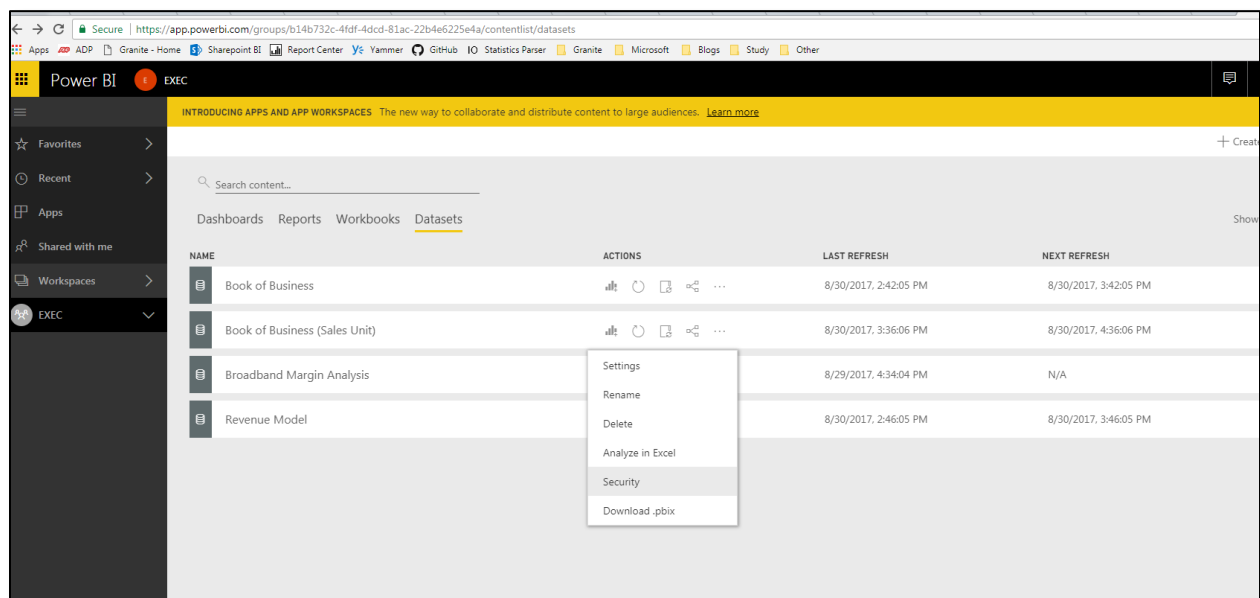 Secure | https://app.powerbi.com/groups/b14b732c-4fdf-4dcd-81ac-22b4e6225e4a/contentlist/datasets
Apps ADP Granite - Home Sharepoint BI Report Center Yammer GitHub IO Statistics Parser Granite Microsoft Blogs Study Other
Power BI E EXEC
INTRODUCING APPS AND APP WORKSPACES The new way to collaborate and distribute content to large audiences. Learn more
Favorites
+ Creat
Recent
Search content...
Apps
Dashboards Reports Workbooks Datasets Show
Shared with me
NAME ACTIONS LAST REFRESH NEXT REFRESH
Workspaces
Book of Business ... 8/30/2017, 2:42:05 PM 8/30/2017, 3:42:05 PM
EXEC
Book of Business (Sales Unit) ... 8/30/2017, 3:36:06 PM 8/30/2017, 4:36:06 PM
Settings
Broadband Margin Analysis 8/29/2017, 4:34:04 PM N/A
Rename
Revenue Model 8/30/2017, 2:46:05 PM 8/30/2017, 3:46:05 PM
Delete
Analyze in Excel
Security
Download .pbix